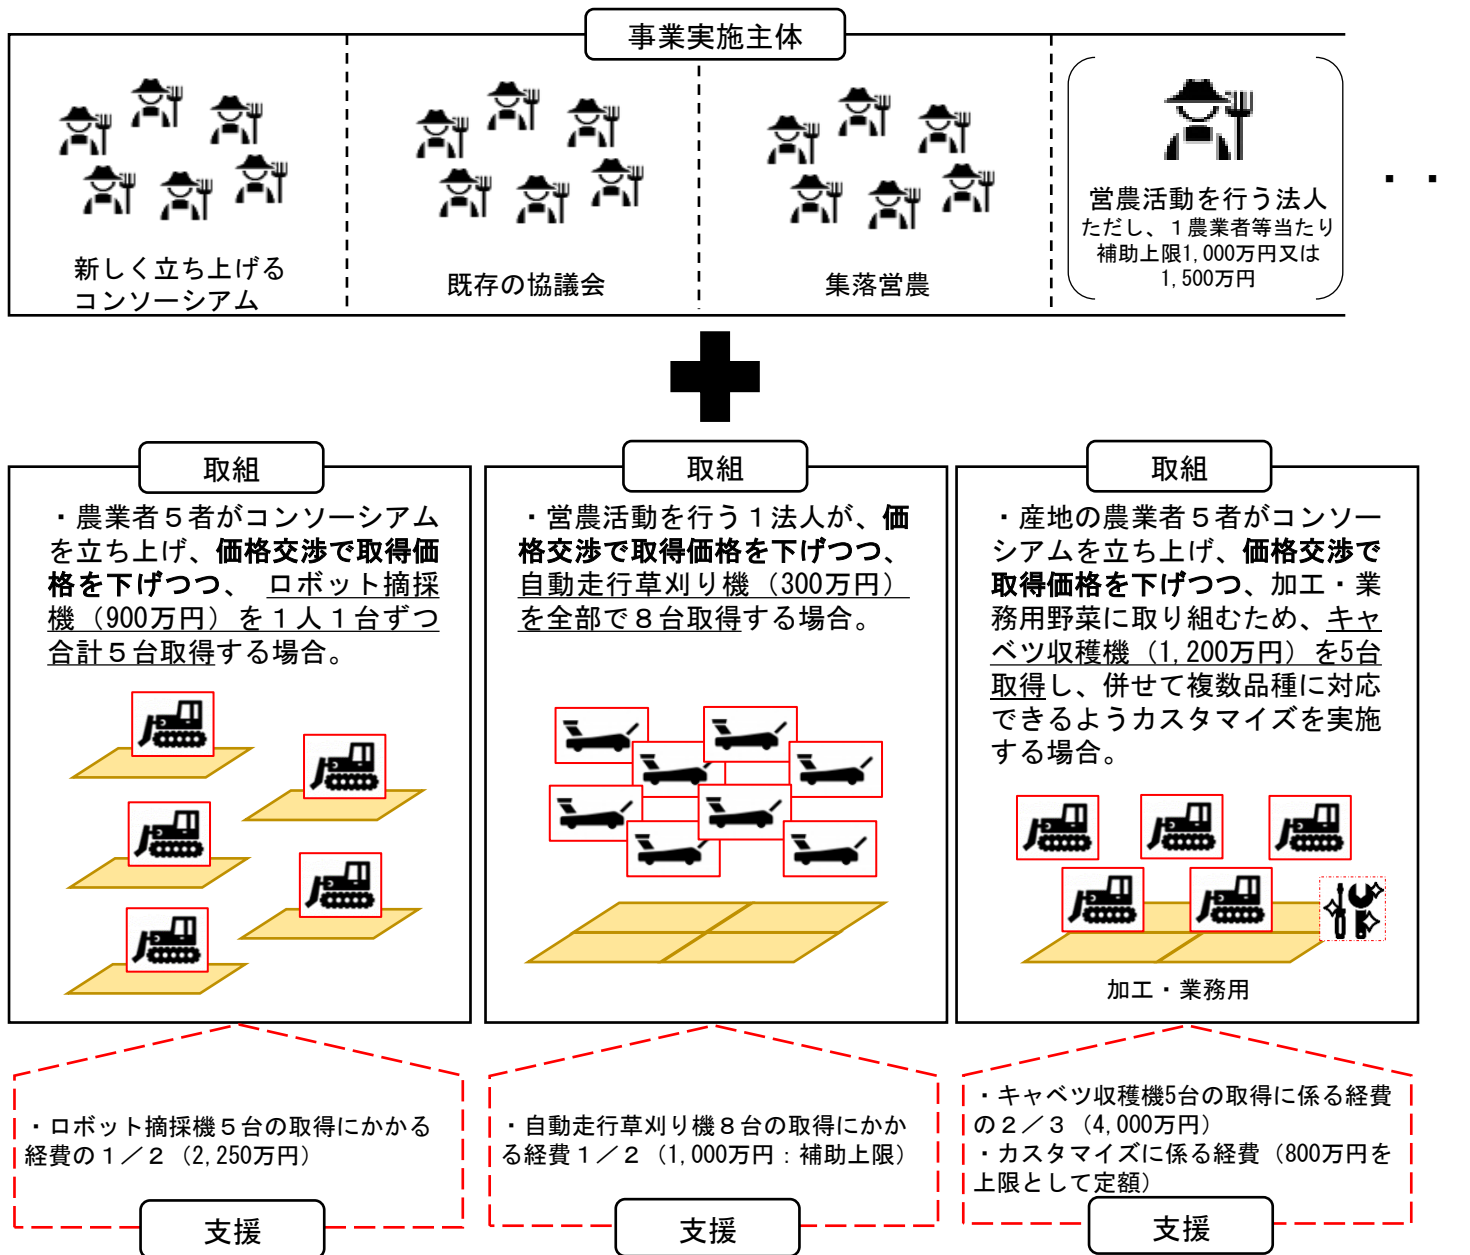 事業実施主体
新しく立ち上げる
コンソーシアム
既存の協議会
集落営農
営農活動を行う法人
ただし、１農業者等当たり
補助上限1,000万円又は
1,500万円
・・
取組
・農業者５者がコンソーシアム
を立ち上げ、価格交渉で取得価
格を下げつつ、ロボット摘採
機（900万円）を１人１台ずつ
合計５台取得する場合。
取組
・営農活動を行う１法人が、価
格交渉で取得価格を下げつつ、
自動走行草刈り機（300万円）
を全部で８台取得する場合。
取組
・産地の農業者５者がコンソー
シアムを立ち上げ、価格交渉で
取得価格を下げつつ、加工・業
務用野菜に取り組むため、キャ
ベツ収穫機（1,200万円）を5台
取得し、併せて複数品種に対応
できるようカスタマイズを実施
する場合。
加工・業務用
・ロボット摘採機５台の取得にかかる
経費の１／２（2,250万円）
支援
・自動走行草刈り機８台の取得にかか
る経費１／２（1,000万円：補助上限）
支援
・キャベツ収穫機5台の取得に係る経費
の２／３（4,000万円）
・カスタマイズに係る経費（800万円を
上限として定額）
支援